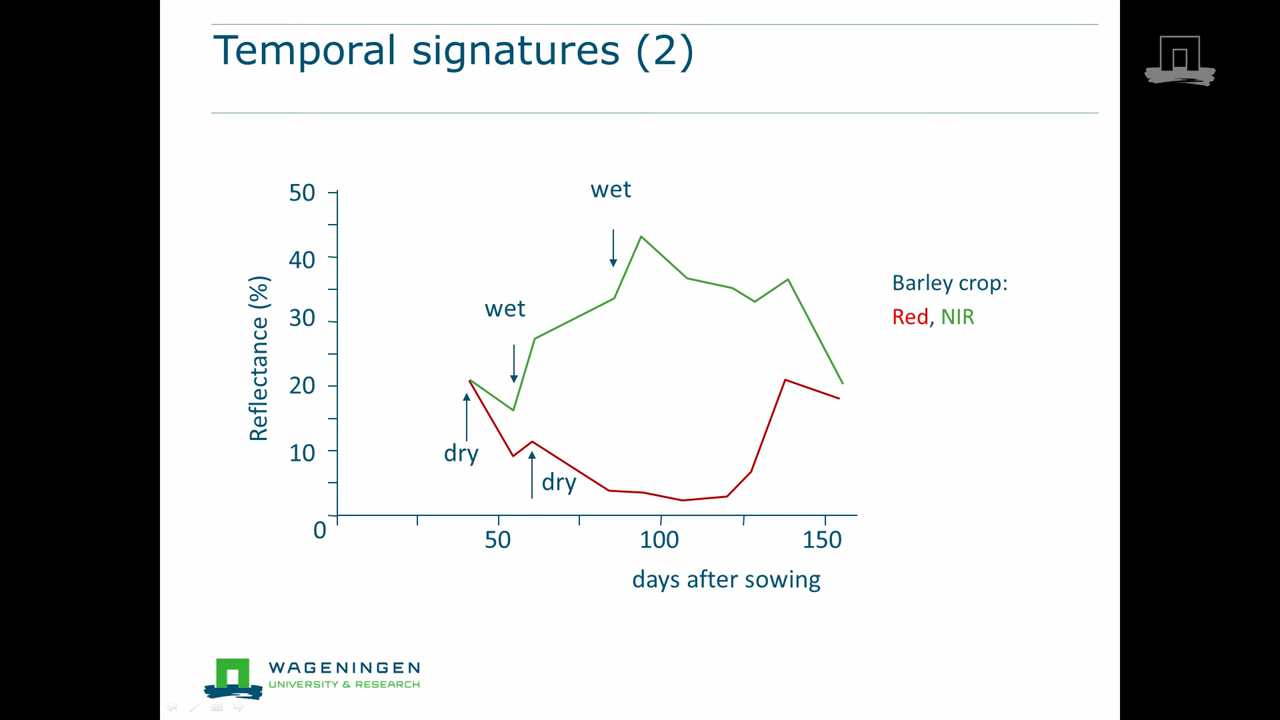 Temporal signatures (2)
wet
50
40
wet
30
20
10
0
Reflectance (%)
dry
dry
50
100
150
days after sowing
Barley crop:
Red, NIR
WAGENINGEN
UNIVERSITY & RESEARCH